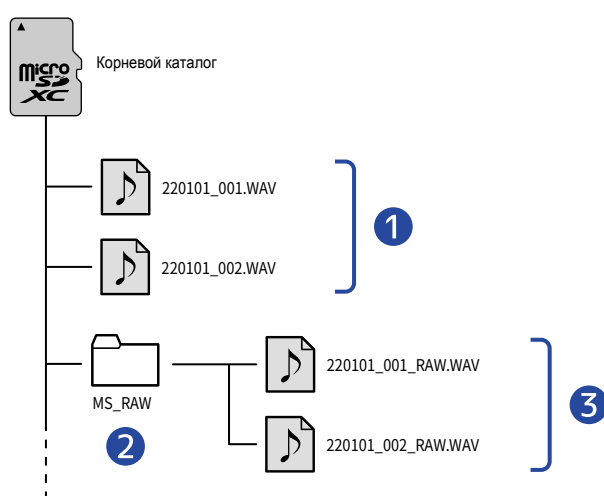 micro
SD
XC
Корневой каталог
220101_001.WAV
1
220101_002.WAV
MS_RAW
2
220101_001_RAW.WAV
3
220101_002_RAW.WAV